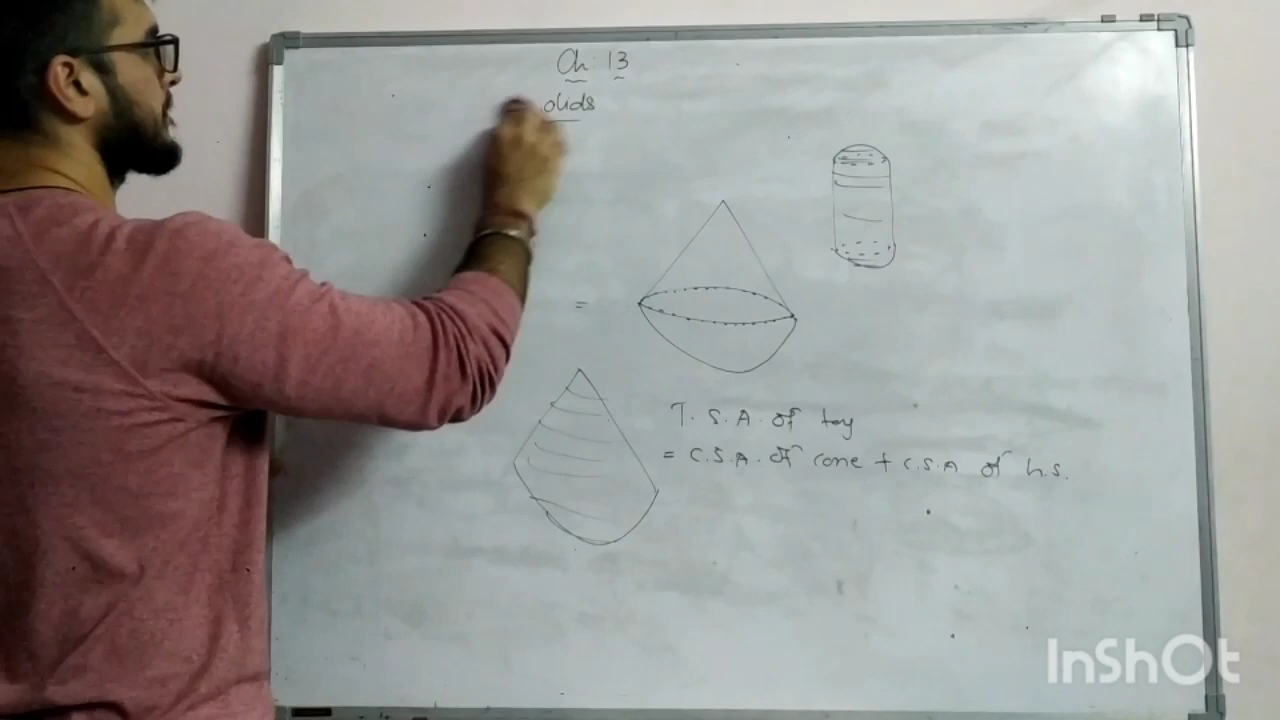 Ch. 13
olids
=
T. S. A. of toy
= C.S.A. of cone + C.S.A of h.s.
InShOt